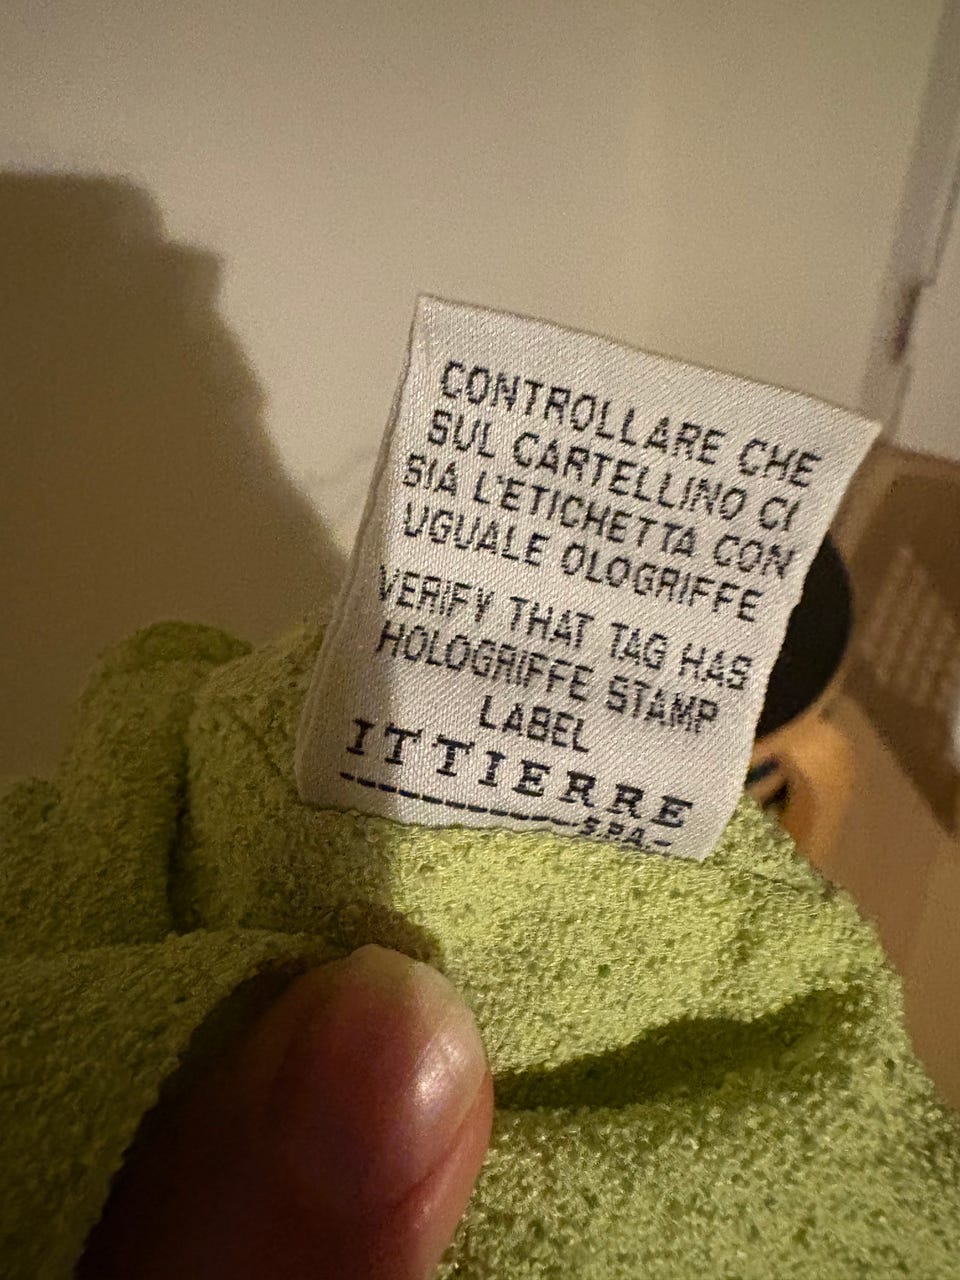 CONTROLLARE CHE
SUL CARTELLINO CI
SIA L'ETICHETTA CON
UGUALE OLOGRIFFE
VERIFY THAT TAG HAS
HOLOGRIFFE STAMP
LABEL
ITTIERRE
S.P.A.